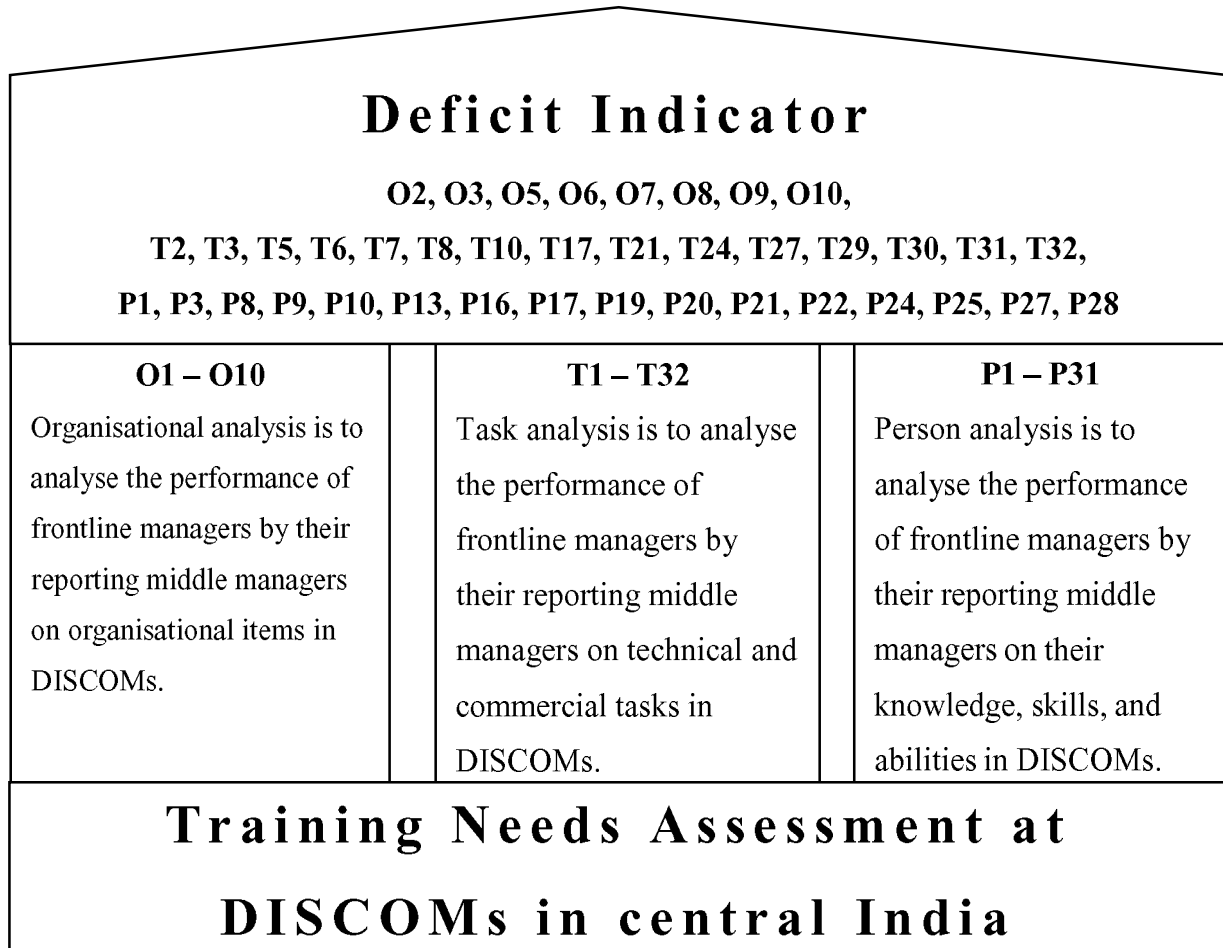 Deficit Indicator
O2, O3, O5, O6, O7, O8, O9, O10,
T2, T3, T5, T6, T7, T8, T10, T17, T21, T24, T27, T29, T30, T31, T32,
P1, P3, P8, P9, P10, P13, P16, P17, P19, P20, P21, P22, P24, P25, P27, P28
O1 – O10
Organisational analysis is to
analyse the performance of
frontline managers by their
reporting middle managers
on organisational items in
DISCOMs.
T1 – T32
Task analysis is to analyse
the performance of
frontline managers by
their reporting middle
managers on technical and
commercial tasks in
DISCOMs.
P1 – P31
Person analysis is to
analyse the performance
of frontline managers by
their reporting middle
managers on their
knowledge, skills, and
abilities in DISCOMs.
Training Needs Assessment at
DISCOMs in central India